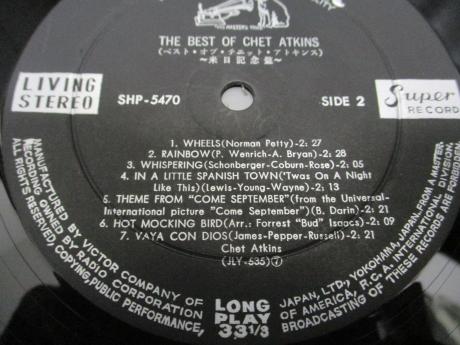 THE BEST OF CHET ATKINS
(ベスト・オブ・チェット・アトキンス)
～来日記念盤～
LIVING STEREO
SHP-5470
SIDE 2
Super RECORD
1. WHEELS(Norman Petty)-2: 27
2. RAINBOW(P. Wenrich-A. Bryan)-2: 28
3. WHISPERING(Schonberger-Coburn-Rose)-2: 05
4. IN A LITTLE SPANISH TOWN('Twas On A Night
Like This)(Lewis-Young-Wayne)-2: 13
5. THEME FROM "COME SEPTEMBER"(from the Universal-
International picture "Come September")(B. Darin)-2: 21
6. HOT MOCKING BIRD(Arr.: Forrest "Bud" Isaacs)-2: 09
7. VAYA CON DIOS(James-Pepper-Russell)-2: 21
Chet Atkins
(JLY-535)⑦
LONG PLAY 33 1/3
MANUFACTURED BY VICTOR COMPANY OF JAPAN, LTD., YOKOHAMA, JAPAN, FROM A MASTER
RECORDING OWNED BY RADIO CORPORATION OF AMERICA, R.C.A. INTERNATIONAL DIVISION
ALL RIGHTS RESERVED, COPYING, PUBLIC PERFORMANCE, BROADCASTING OF THESE RECORDS ARE FORBIDDEN.